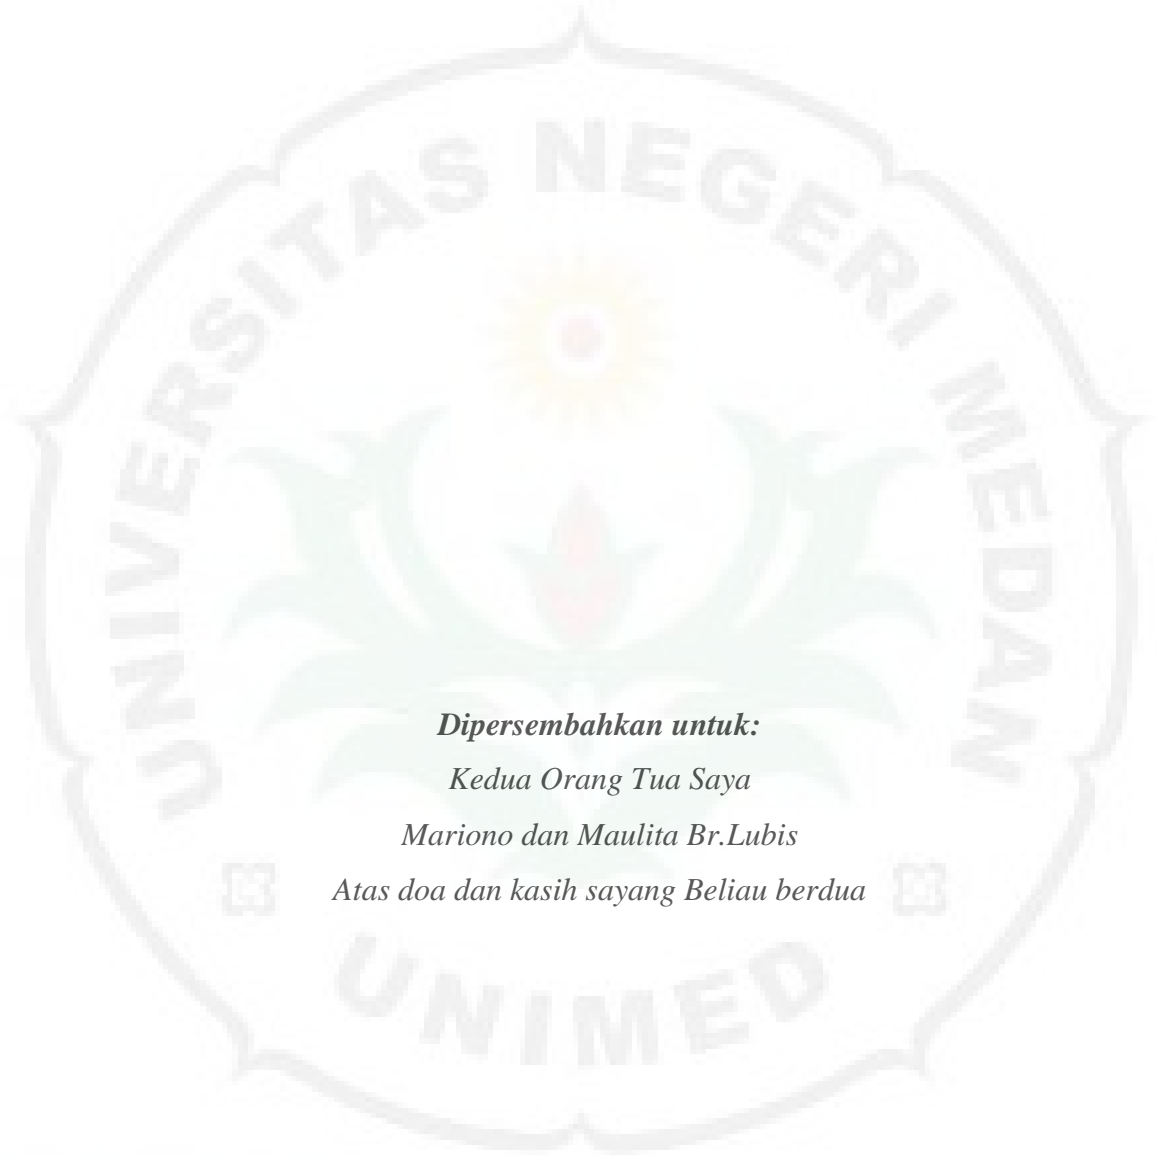 UNIVERSITAS NEGERI MEDAN
Dipersembahkan untuk:
Kedua Orang Tua Saya
Mariono dan Maulita Br.Lubis
Atas doa dan kasih sayang Beliau berdua
UNIMED